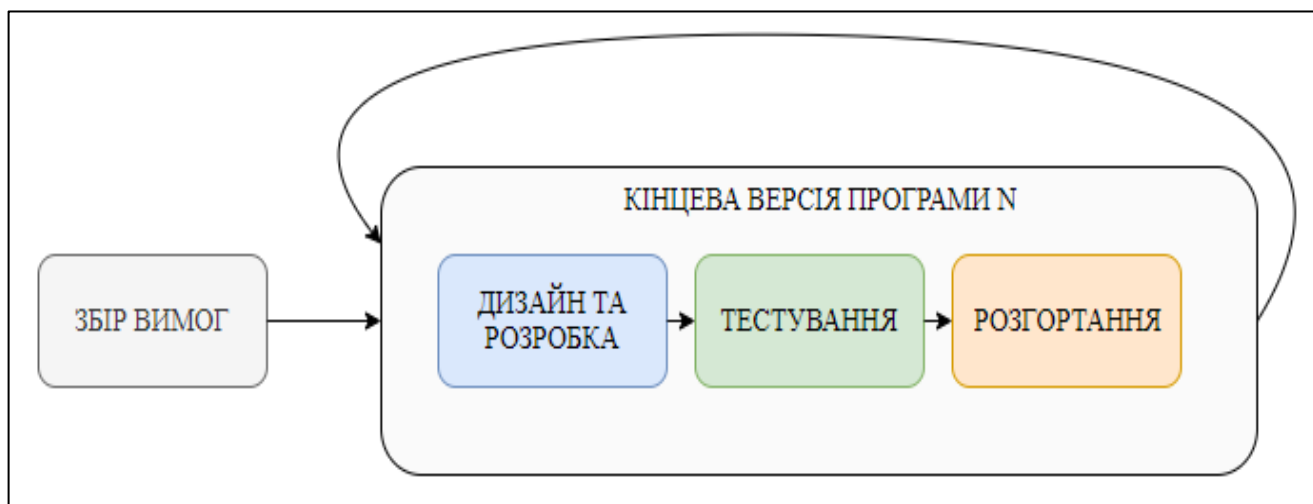 КІНЦЕВА ВЕРСІЯ ПРОГРАМИ N
ЗБІР ВИМОГ
ДИЗАЙН ТА
РОЗРОБКА
ТЕСТУВАННЯ
РОЗГОРТАННЯ